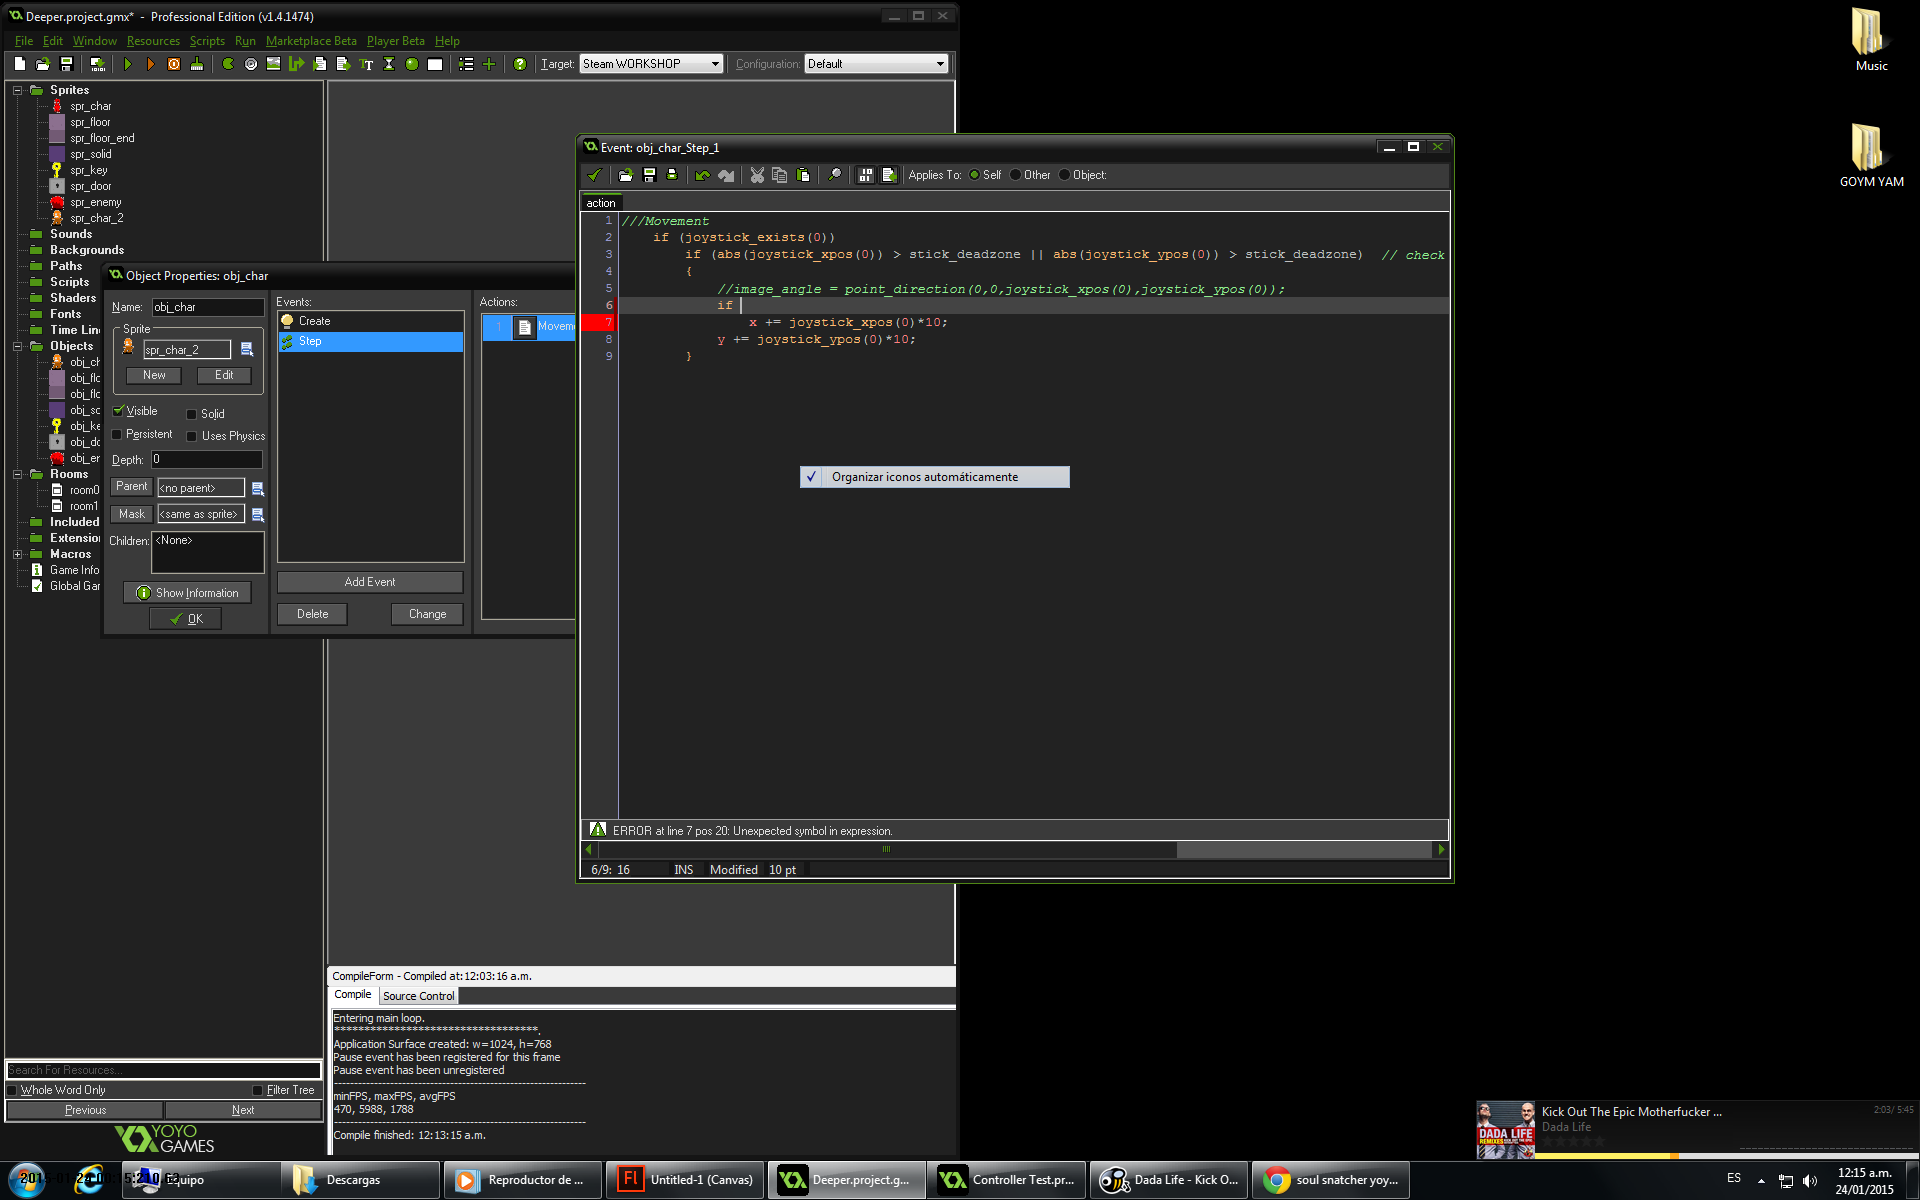 Deeper.project.gmx* - Professional Edition (v1.4.1474)
File Edit Window Resources Scripts Run Marketplace Beta Player Beta Help
Target: Steam WORKSHOP Configuration: Default
Sprites
spr_char
spr_floor
spr_floor_end
spr_solid
spr_key
spr_door
spr_enemy
spr_char_2
Sounds
Backgrounds
Paths
Scripts
Shaders
Fonts
Time Lin
Objects
obj_ch
obj_flo
obj_flo
obj_so
obj_ke
obj_do
obj_er
Rooms
room0
room1
Included
Extensio
Macros
Game Info
Global Gar
Object Properties: obj_char
Name: obj_char
Sprite
spr_char_2
New Edit
Visible Solid
Persistent Uses Physics
Depth: 0
Parent <no parent>
Mask <same as sprite>
Children: <None>
Show Information
OK
Events:
Create
Step
Add Event
Delete Change
Actions:
1 Movem
Event: obj_char_Step_1
Applies To: Self Other Object:
action
1 ///Movement
2 if (joystick_exists(0))
3 if (abs(joystick_xpos(0)) > stick_deadzone || abs(joystick_ypos(0)) > stick_deadzone) // check
4 {
5 //image_angle = point_direction(0,0,joystick_xpos(0),joystick_ypos(0));
6 if
7 x += joystick_xpos(0)*10;
8 y += joystick_ypos(0)*10;
9 }
✓ Organizar iconos automáticamente
ERROR at line 7 pos 20: Unexpected symbol in expression.
6/9: 16 INS Modified 10 pt
CompileForm - Compiled at:12:03:16 a.m.
Compile Source Control
Entering main loop.
**********************************.
Application Surface created: w=1024, h=768
Pause event has been registered for this frame
Pause event has been unregistered
minFPS, maxFPS, avgFPS
470, 5988, 1788
Compile finished: 12:13:15 a.m.
Search For Resources...
Whole Word Only Filter Tree
Previous Next
YOYO
GAMES
Music
GOYM YAM
DADA LIFE
Kick Out The Epic Motherfucker ...
2:03/ 5:45
Dada Life
Equipo
Descargas
Reproductor de ...
Fl Untitled-1 (Canvas)
Deeper.project.g...
Controller Test.pr...
Dada Life - Kick O...
soul snatcher yoy...
ES
12:15 a.m.
24/01/2015